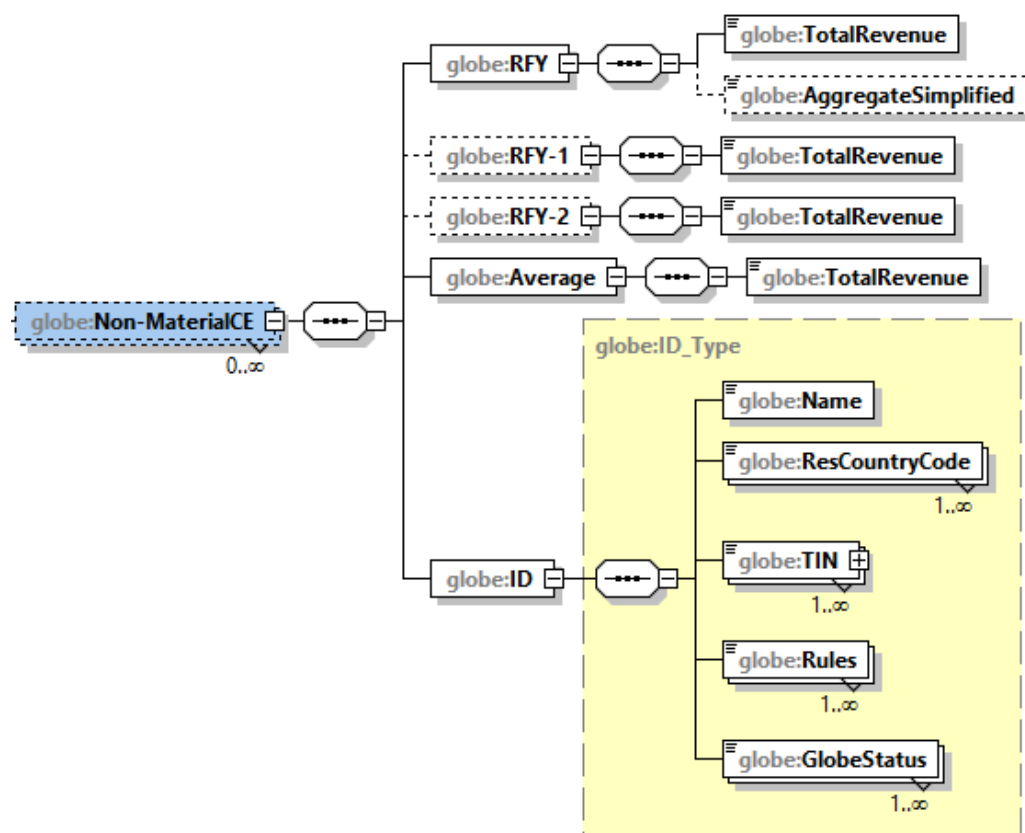 globe:RFY
globe:TotalRevenue
globe:AggregateSimplified
globe:RFY-1
globe:TotalRevenue
globe:RFY-2
globe:TotalRevenue
globe:Average
globe:TotalRevenue
globe:Non-MaterialCE
0..∞
globe:ID_Type
globe:Name
globe:ResCountryCode
1..∞
globe:ID
globe:TIN
1..∞
globe:Rules
1..∞
globe:GlobeStatus
1..∞